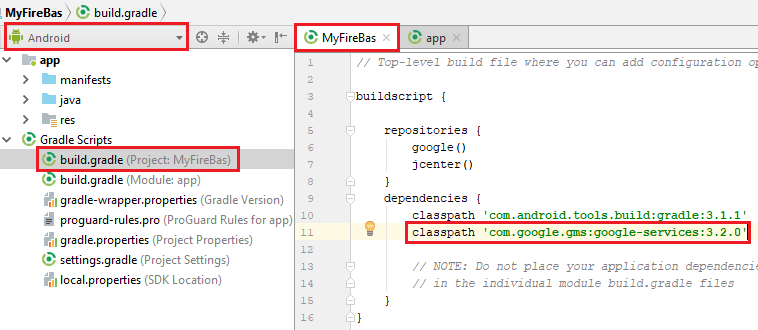 MyFireBas build.gradle
Android
app
manifests
java
res
Gradle Scripts
build.gradle (Project: MyFireBas)
build.gradle (Module: app)
gradle-wrapper.properties (Gradle Version)
proguard-rules.pro (ProGuard Rules for app)
gradle.properties (Project Properties)
settings.gradle (Project Settings)
local.properties (SDK Location)
MyFireBas app
1 // Top-level build file where you can add configuration op
2
3 buildscript {
4
5 repositories {
6 google()
7 jcenter()
8 }
9 dependencies {
10 classpath 'com.android.tools.build:gradle:3.1.1'
11 classpath 'com.google.gms:google-services:3.2.0'
12
13 // NOTE: Do not place your application dependencie
14 // in the individual module build.gradle files
15 }
16 }